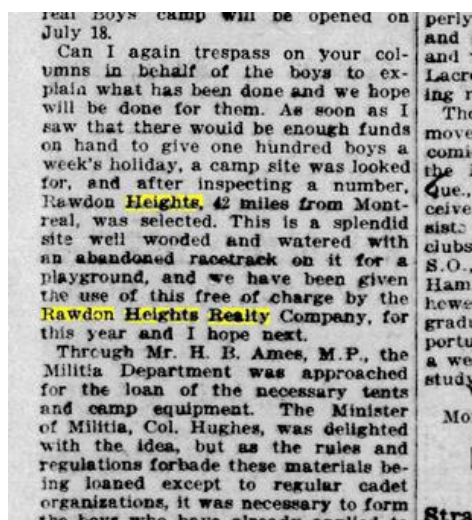 real Boys camp will be opened on
July 18.
Can I again trespass on your col-
umns in behalf of the boys to ex-
plain what has been done and we hope
will be done for them. As soon as I
saw that there would be enough funds
on hand to give one hundred boys a
week's holiday, a camp site was looked
for, and after inspecting a number,
Rawdon Heights, 42 miles from Mont-
real, was selected. This is a splendid
site well wooded and watered with
an abandoned racetrack on it for a
playground, and we have been given
the use of this free of charge by the
Rawdon Heights Realty Company, for
this year and I hope next.
Through Mr. H. B. Ames, M.P., the
Militia Department was approached
for the loan of the necessary tents
and camp equipment. The Minister
of Militia, Col. Hughes, was delighted
with the idea, but as the rules and
regulations forbade these materials be-
ing loaned except to regular cadet
organizations, it was necessary to form
the boys who have already
perly
and
and
Lacr
ing r
The
move
comi
the
Que.
ceive
sists
clubs
S.O.,
Ham
howe
gradu
portu
a we
study
Mo
Stra